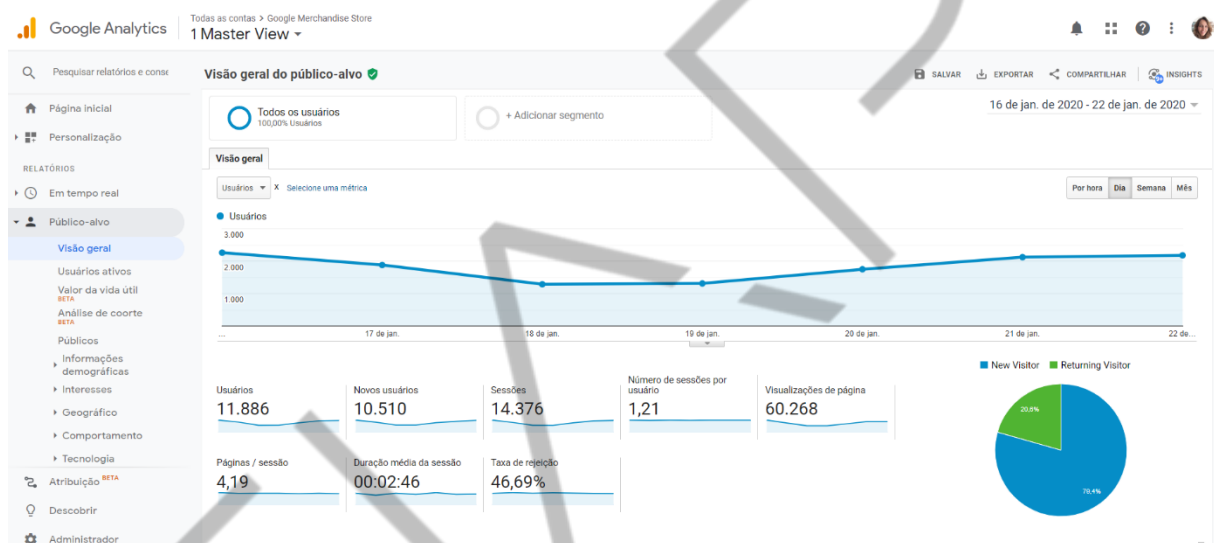 Google Analytics
Todas as contas > Google Merchandise Store
1 Master View
Pesquisar relatórios e conse
Visão geral do público-alvo
SALVAR
EXPORTAR
COMPARTILHAR
9+
INSIGHTS
Página Inicial
Personalização
RELATÓRIOS
Em tempo real
Público-alvo
Visão geral
Usuários ativos
Valor da vida útil
BETA
Análise de coorte
BETA
Públicos
Informações
demográficas
Interesses
Geográfico
Comportamento
Tecnologia
Atribuição BETA
Descobrir
Administrador
Todos os usuários
100,00% Usuários
+ Adicionar segmento
16 de jan. de 2020 - 22 de jan. de 2020
Visão geral
Usuários X Selecione uma métrica
Por hora Dia Semana Mês
Usuários
3.000
2.000
1.000
... 17 de jan. 18 de jan. 19 de jan. 20 de jan. 21 de jan. 22 de...
New Visitor Returning Visitor
Usuários
11.886
Novos usuários
10.510
Sessões
14.376
Número de sessões por
usuário
1,21
Visualizações de página
60.268
Páginas / sessão
4,19
Duração média da sessão
00:02:46
Taxa de rejeição
46,69%
20,6%
79,4%